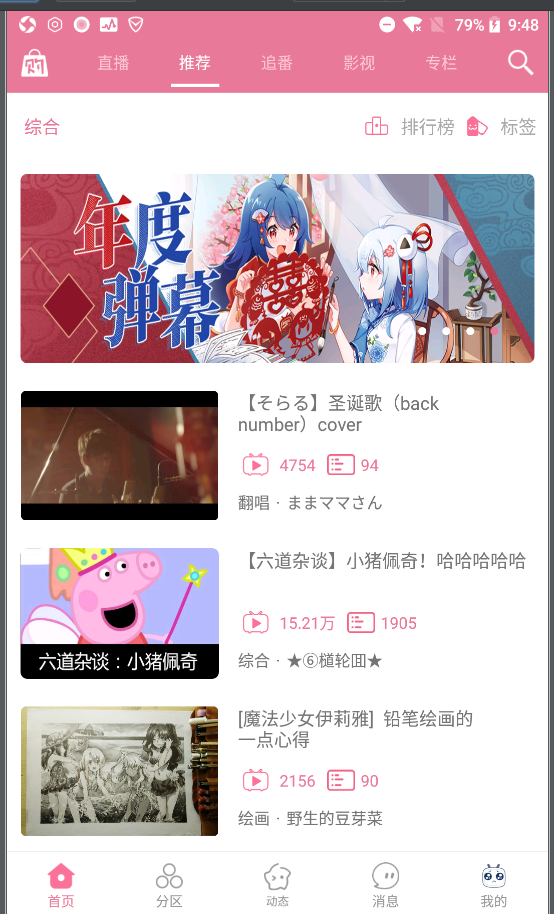 79% 9:48
购 直播 推荐 追番 影视 专栏
综合 排行榜 标签
年度
弹幕
囍
【そらる】圣诞歌（back
number）cover
4754 94
翻唱 · ままママさん
【六道杂谈】小猪佩奇！哈哈哈哈哈
15.21万 1905
六道杂谈：小猪佩奇
综合 · ★⑥槌轮囬★
[魔法少女伊莉雅] 铅笔绘画的
一点心得
2156 90
绘画 · 野生的豆芽菜
首页 分区 动态 消息 我的